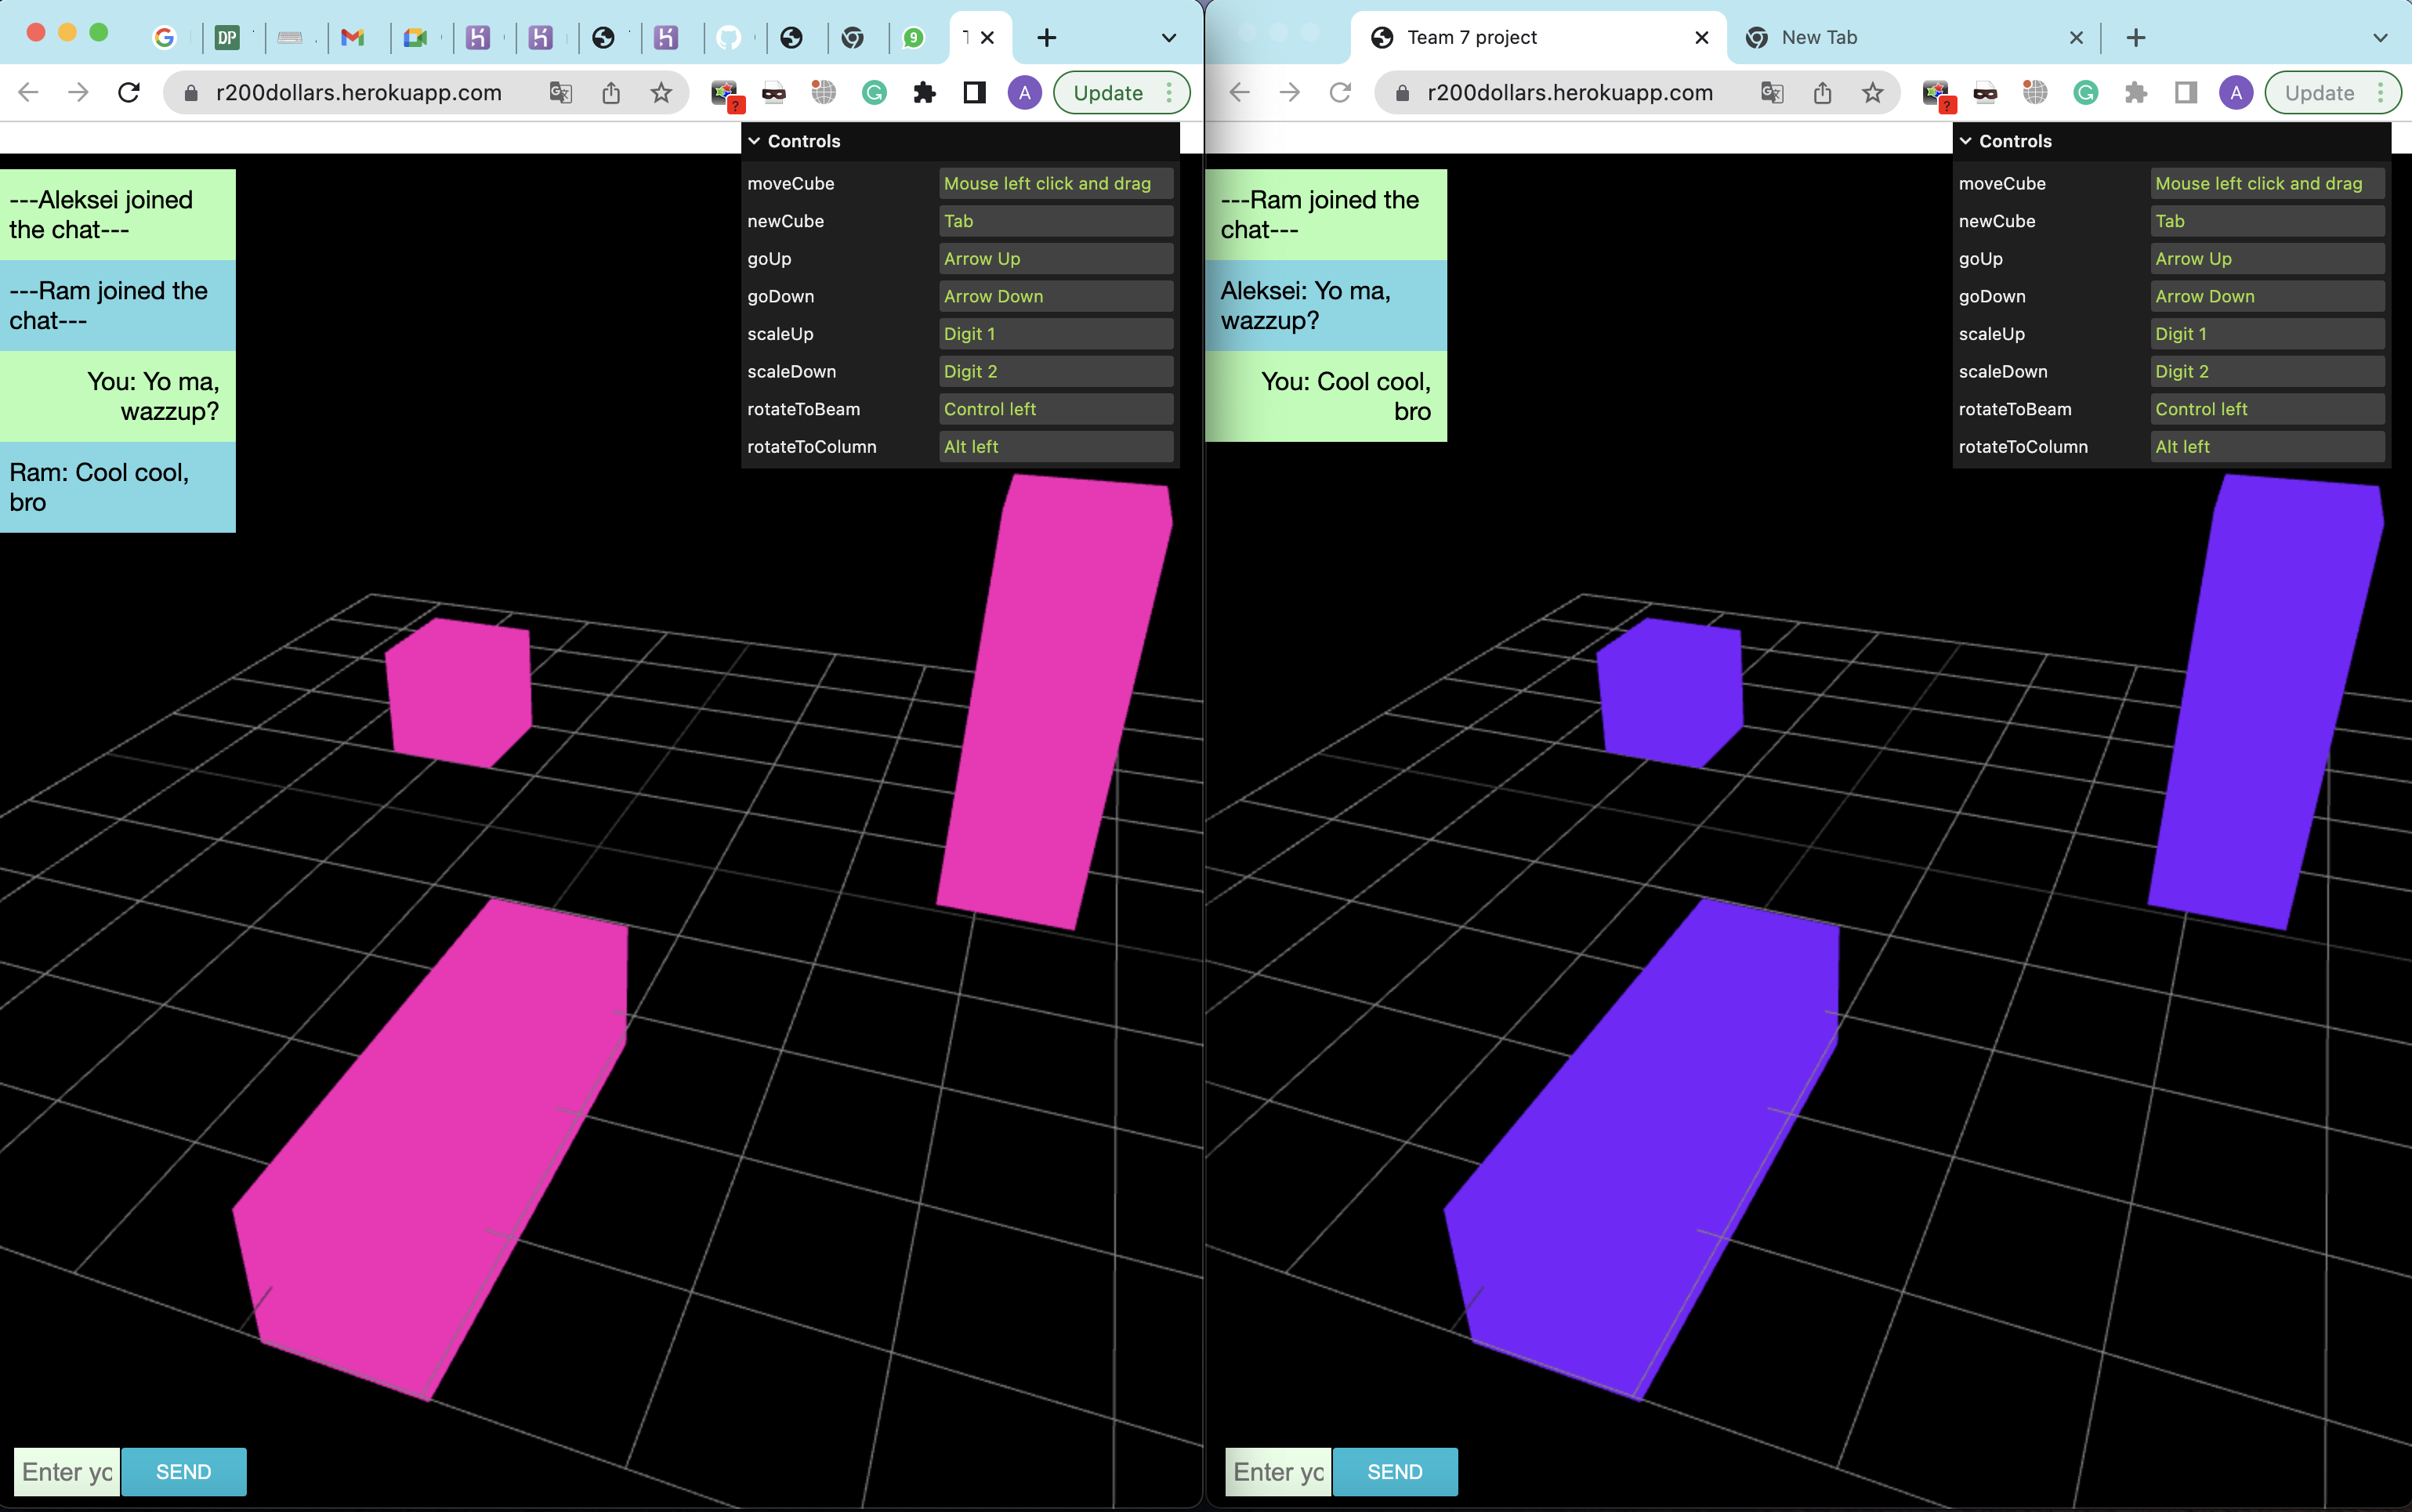 DP
9
r200dollars.herokuapp.com
?
A
Update
Controls
moveCube Mouse left click and drag
newCube Tab
goUp Arrow Up
goDown Arrow Down
scaleUp Digit 1
scaleDown Digit 2
rotateToBeam Control left
rotateToColumn Alt left
---Aleksei joined
the chat---
---Ram joined the
chat---
You: Yo ma,
wazzup?
Ram: Cool cool,
bro
Enter yo
SEND
Team 7 project
New Tab
r200dollars.herokuapp.com
?
A
Update
Controls
moveCube Mouse left click and drag
newCube Tab
goUp Arrow Up
goDown Arrow Down
scaleUp Digit 1
scaleDown Digit 2
rotateToBeam Control left
rotateToColumn Alt left
---Ram joined the
chat---
Aleksei: Yo ma,
wazzup?
You: Cool cool,
bro
Enter yo
SEND